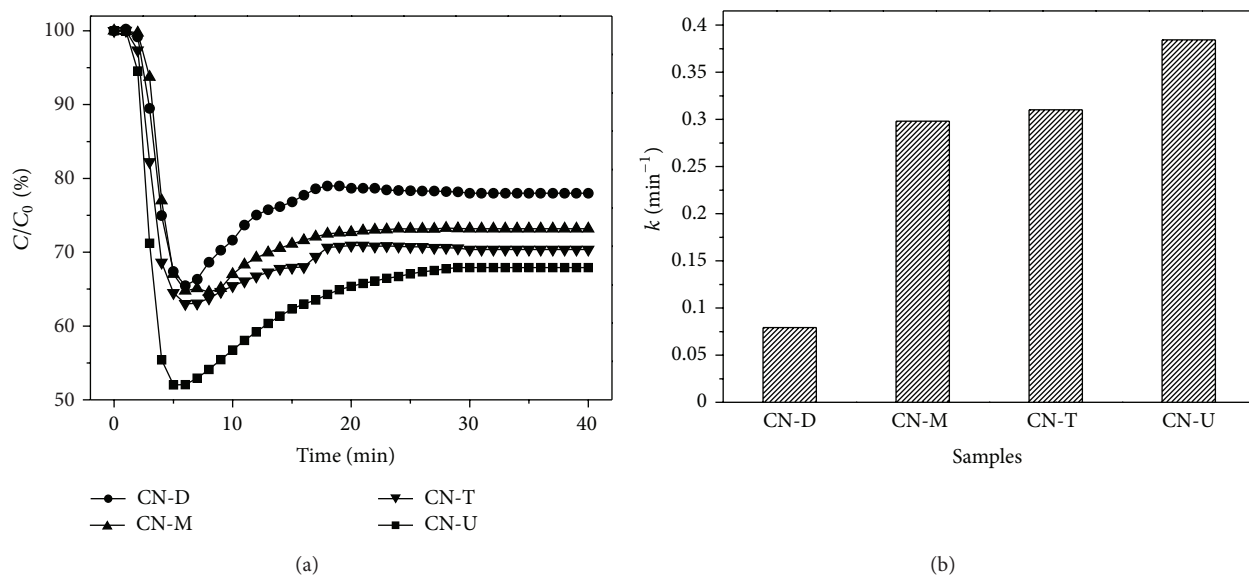 100
90
80
70
60
50
C/C₀ (%)
0 10 20 30 40
Time (min)
CN-D
CN-M
CN-T
CN-U
(a)
0.4
0.35
0.3
0.25
0.2
0.15
0.1
0.05
0
k (min⁻¹)
CN-D CN-M CN-T CN-U
Samples
(b)